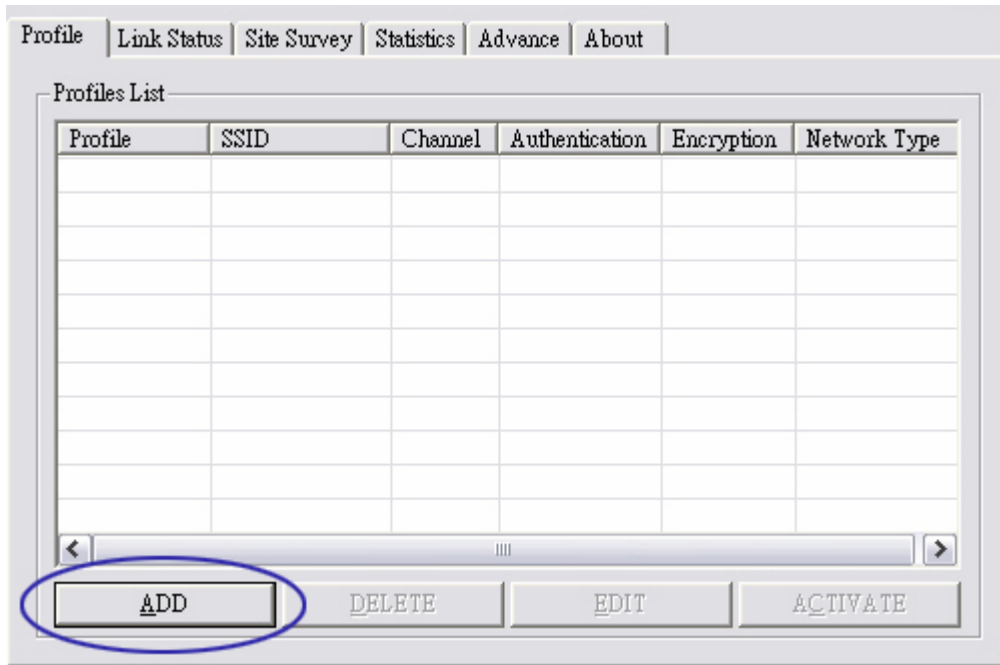 Profile Link Status Site Survey Statistics Advance About
Profiles List
Profile SSID Channel Authentication Encryption Network Type
ADD DELETE EDIT ACTIVATE